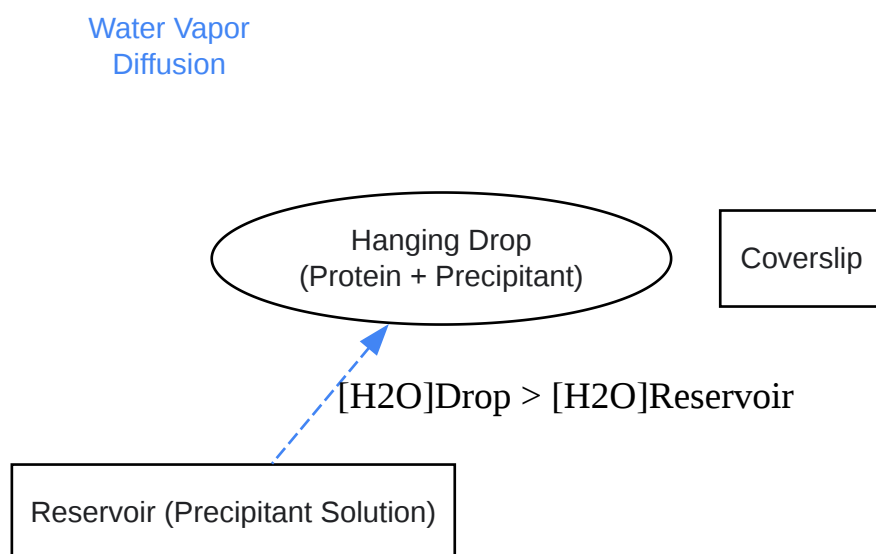 Water Vapor
Diffusion
Hanging Drop
(Protein + Precipitant)
Coverslip
[H2O]Drop > [H2O]Reservoir
Reservoir (Precipitant Solution)